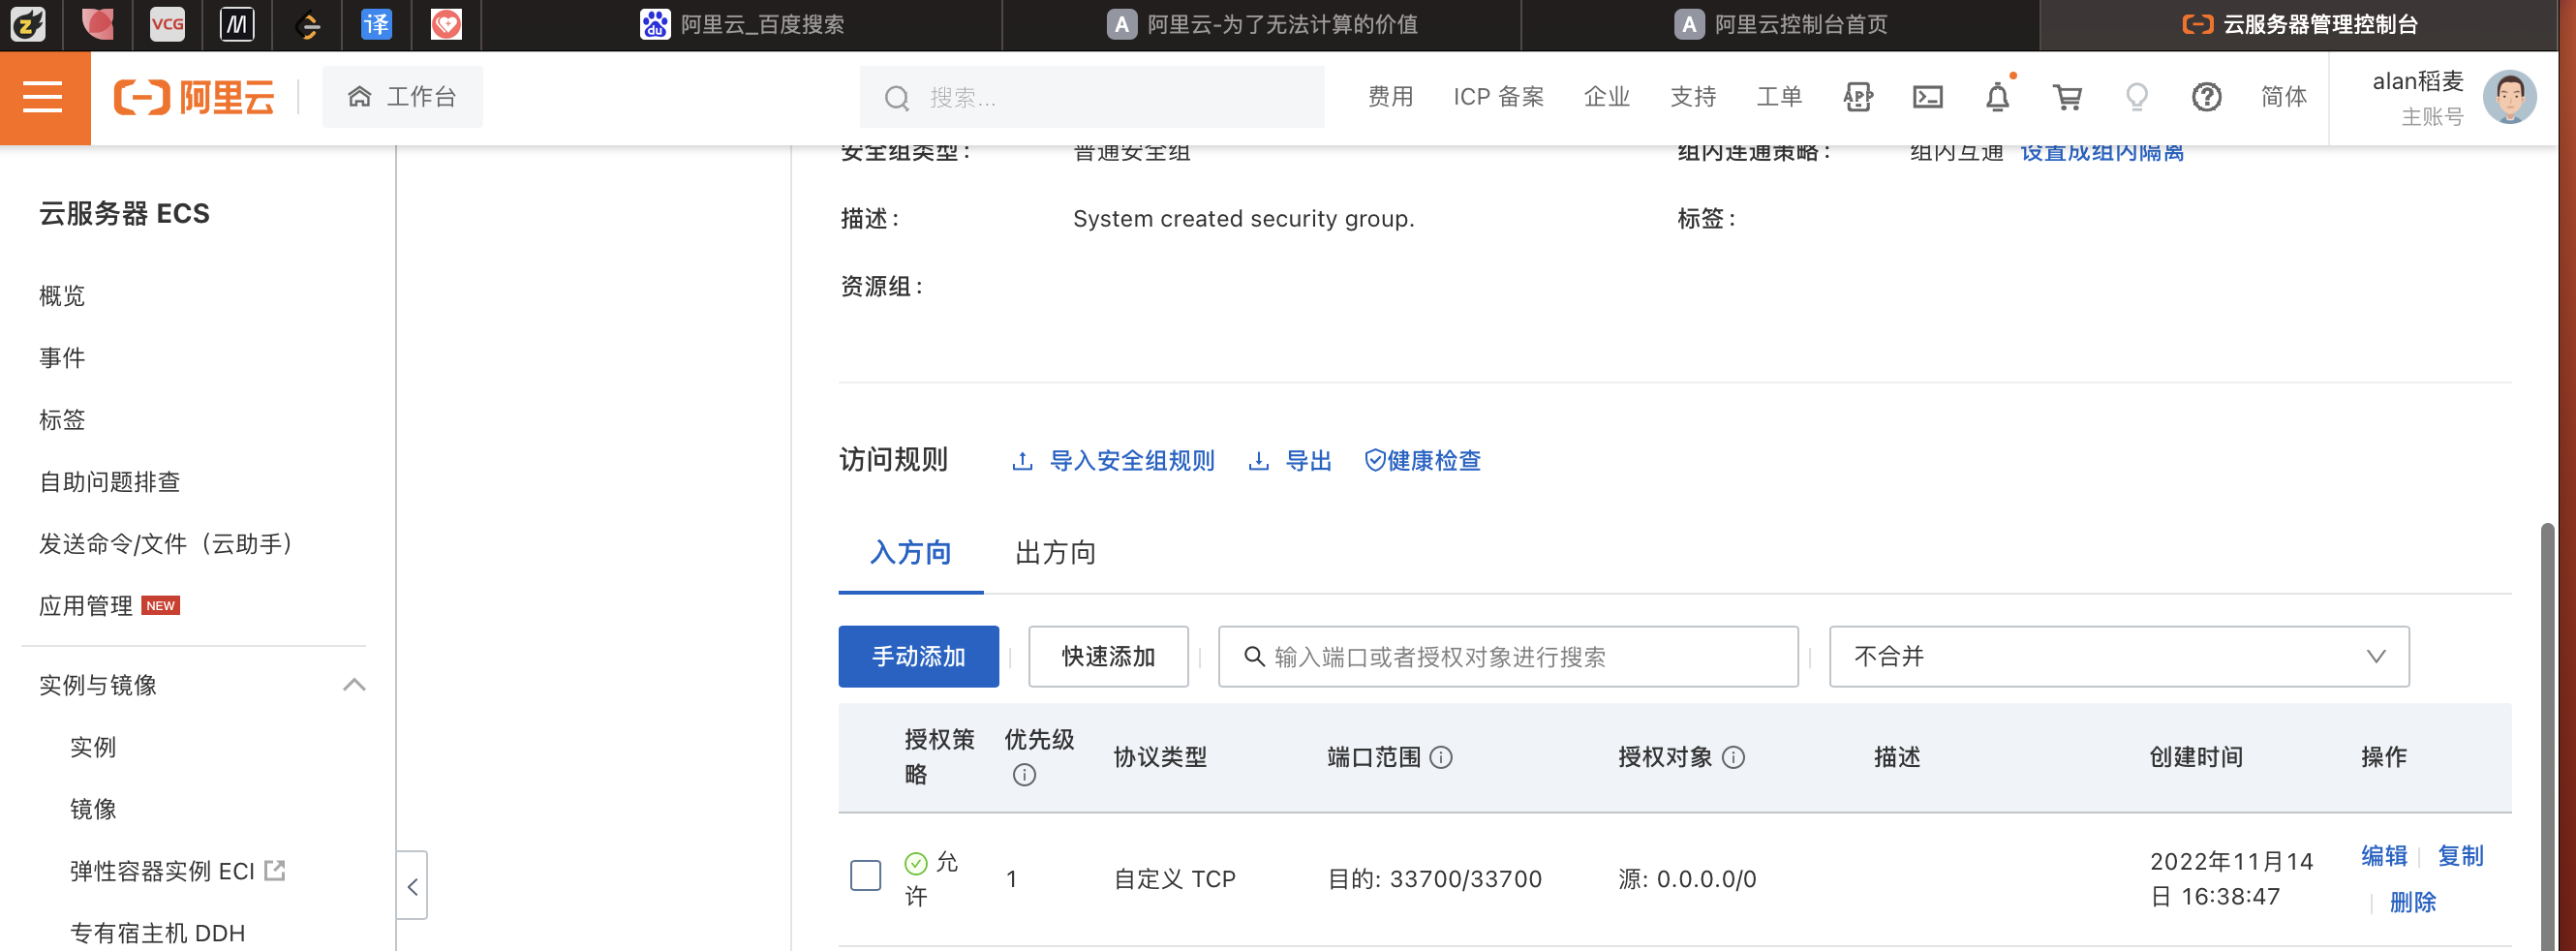 VCG
译
阿里云_百度搜索
阿里云-为了无法计算的价值
阿里云控制台首页
云服务器管理控制台
阿里云
工作台
搜索...
费用
ICP 备案
企业
支持
工单
简体
alan稻麦
主账号
安全组类型：
普通安全组
组内连通策略：
组内互通
设置成组内隔离
云服务器 ECS
描述：
System created security group.
标签：
资源组：
概览
事件
标签
自助问题排查
发送命令/文件（云助手）
应用管理 NEW
实例与镜像
实例
镜像
弹性容器实例 ECI
专有宿主机 DDH
访问规则
导入安全组规则
导出
健康检查
入方向
出方向
手动添加
快速添加
输入端口或者授权对象进行搜索
不合并
授权策
略
优先级
协议类型
端口范围
授权对象
描述
创建时间
操作
允
许
1
自定义 TCP
目的: 33700/33700
源: 0.0.0.0/0
2022年11月14
日 16:38:47
编辑
复制
删除